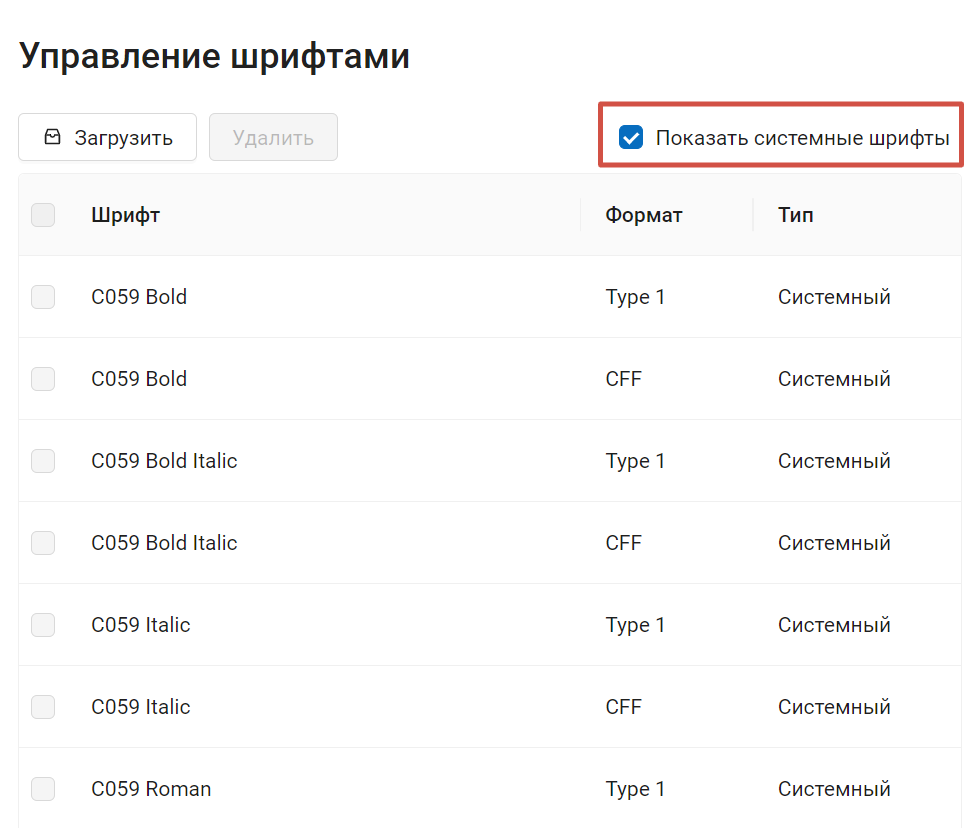 Управление шрифтами
Загрузить Удалить Показать системные шрифты
Шрифт Формат Тип
C059 Bold Type 1 Системный
C059 Bold CFF Системный
C059 Bold Italic Type 1 Системный
C059 Bold Italic CFF Системный
C059 Italic Type 1 Системный
C059 Italic CFF Системный
C059 Roman Type 1 Системный